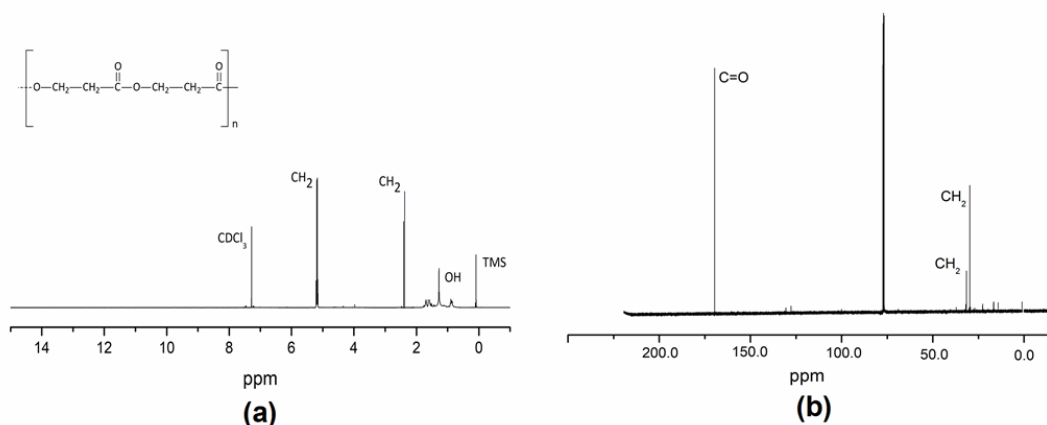 O O
O—CH2—CH2—C—O—CH2—CH2—C
n
CH2
CH2
CDCl3
OH
TMS
14 12 10 8 6 4 2 0
ppm
(a)
C=O
CH2
CH2
200.0 150.0 100.0 50.0 0.0
ppm
(b)